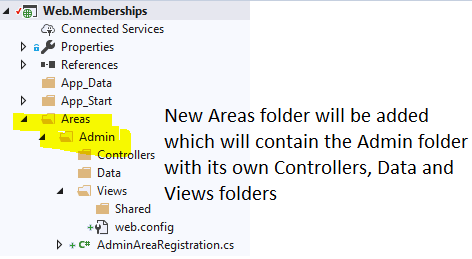 Web.Memberships
Connected Services
Properties
References
App_Data
App_Start
Areas
Admin
Controllers
Data
Views
Shared
web.config
C# AdminAreaRegistration.cs
New Areas folder will be added
which will contain the Admin folder
with its own Controllers, Data and
Views folders